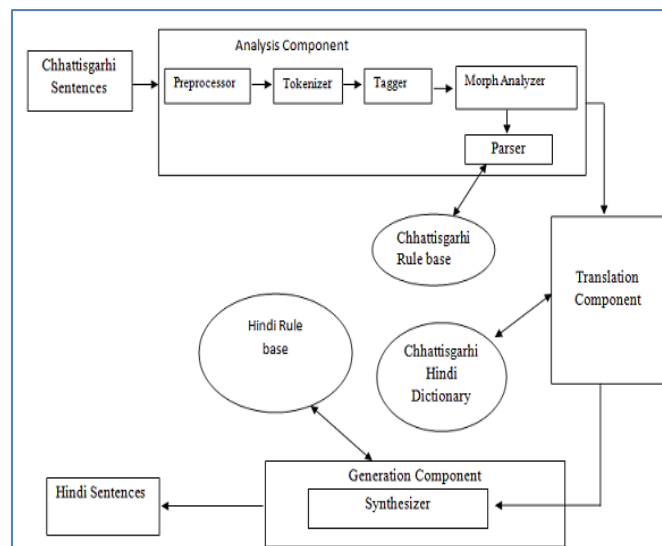 Analysis Component
Chhattisgarhi
Sentences
Preprocessor
Tokenizer
Tagger
Morph Analyzer
Parser
Chhattisgarhi
Rule base
Translation
Component
Hindi Rule
base
Chhattisgarhi
Hindi
Dictionary
Generation Component
Synthesizer
Hindi Sentences